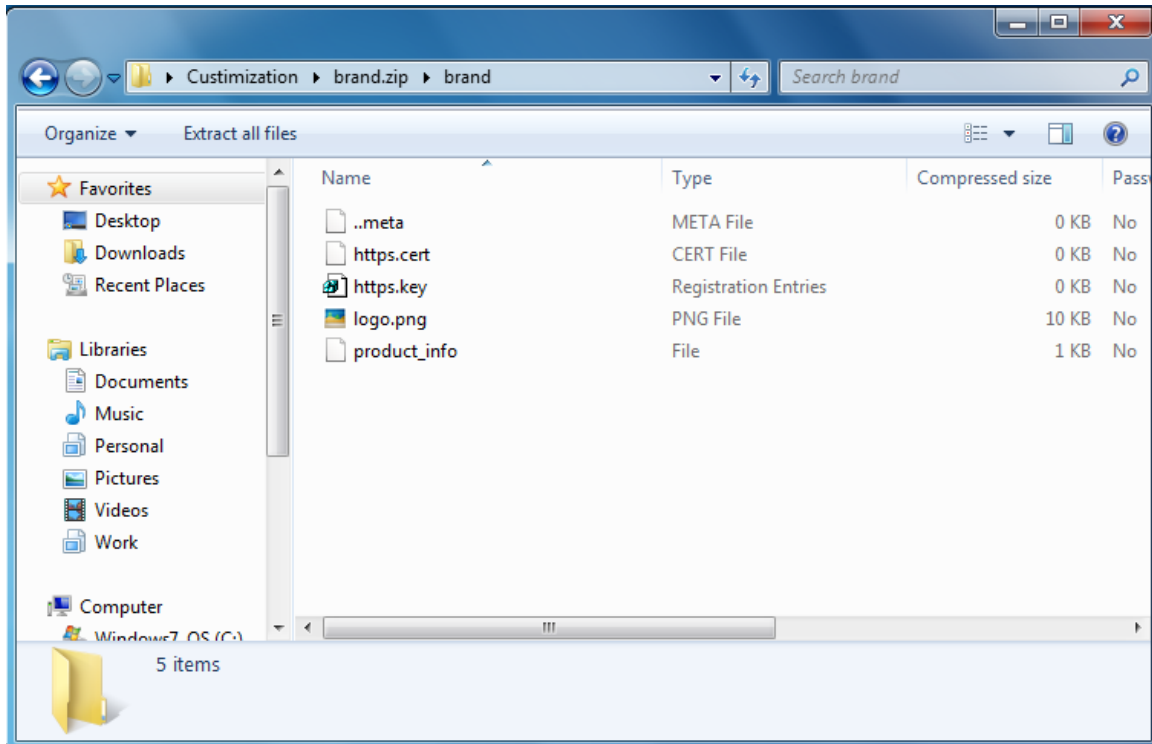 Custimization ▸ brand.zip ▸ brand
Search brand
Organize
Extract all files
Favorites
Desktop
Downloads
Recent Places
Libraries
Documents
Music
Personal
Pictures
Videos
Work
Computer
Windows7_OS (C:)
Name Type Compressed size Passw
..meta META File 0 KB No
https.cert CERT File 0 KB No
https.key Registration Entries 0 KB No
logo.png PNG File 10 KB No
product_info File 1 KB No
5 items